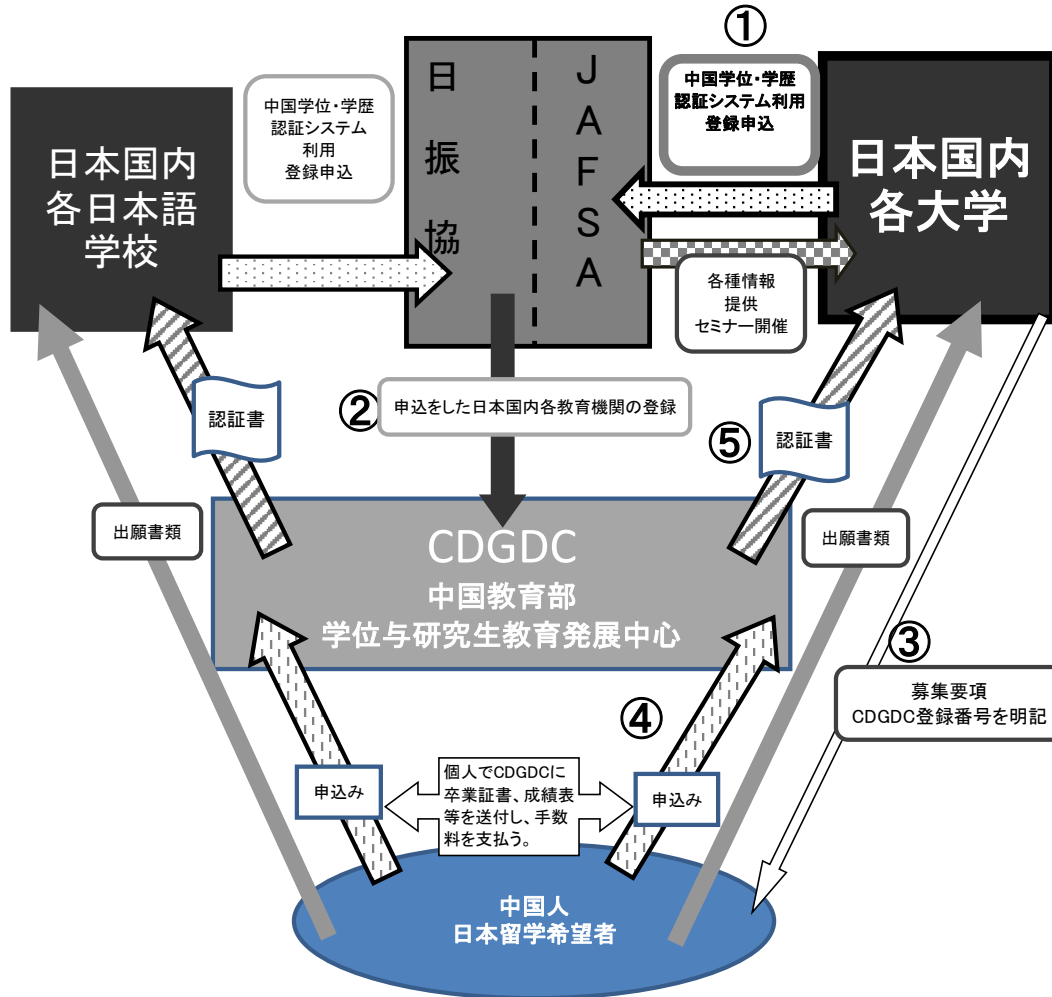 ①
日本国内
各日本語
学校
中国学位・学歴
認証システム
利用
登録申込
日振協
JAFSA
中国学位・学歴
認証システム利用
登録申込
日本国内
各大学
各種情報
提供
セミナー開催
②
申込をした日本国内各教育機関の登録
認証書
⑤
認証書
出願書類
出願書類
CDGDC
中国教育部
学位与研究生教育発展中心
③
募集要項
CDGDC登録番号を明記
④
申込み
個人でCDGDCに
卒業証書、成績表
等を送付し、手数
料を支払う。
申込み
中国人
日本留学希望者